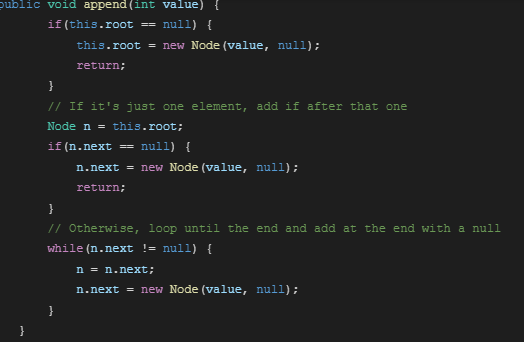 public void append(int value) {
if(this.root == null) {
this.root = new Node(value, null);
return;
}
// If it's just one element, add if after that one
Node n = this.root;
if(n.next == null) {
n.next = new Node(value, null);
return;
}
// Otherwise, loop until the end and add at the end with a null
while(n.next != null) {
n = n.next;
n.next = new Node(value, null);
}
}